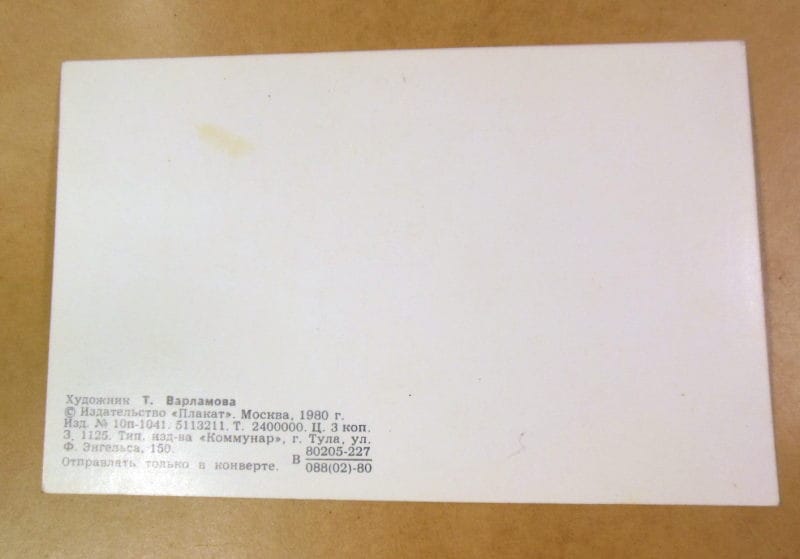 Художник Т. Варламова
© Издательство «Плакат». Москва, 1980 г.
Изд. № 10п-1041. 5113211. Т. 2400000. Ц. 3 коп.
З. 1125. Тип. изд-ва «Коммунар», г. Тула, ул.
Ф. Энгельса, 150.
Отправлять только в конверте.
В 80205-227
088(02)-80